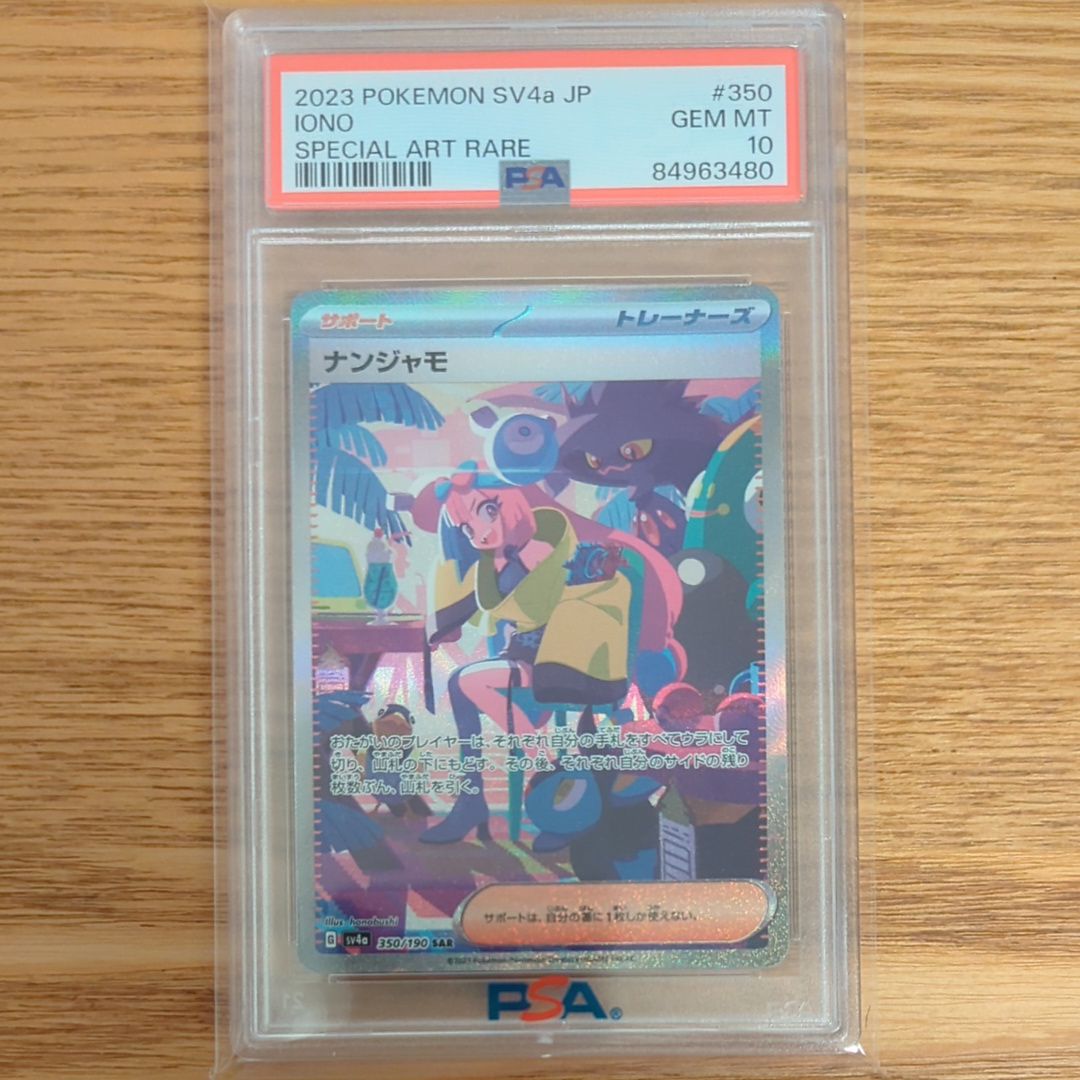 2023 POKEMON SV4a JP #350
IONO GEM MT
SPECIAL ART RARE 10
PSA 84963480
サポート トレーナーズ
ナンジャモ
おたがいのプレイヤーは、それぞれ自分の手札をすべてウラにして
切り、山札の下にもどす。その後、それぞれ自分のサイドの残り
枚数ぶん、山札を引く。
サポートは、自分の番に1枚しか使えない。
Illus. honobushi
G sv4a 350/190 SAR
PSA®